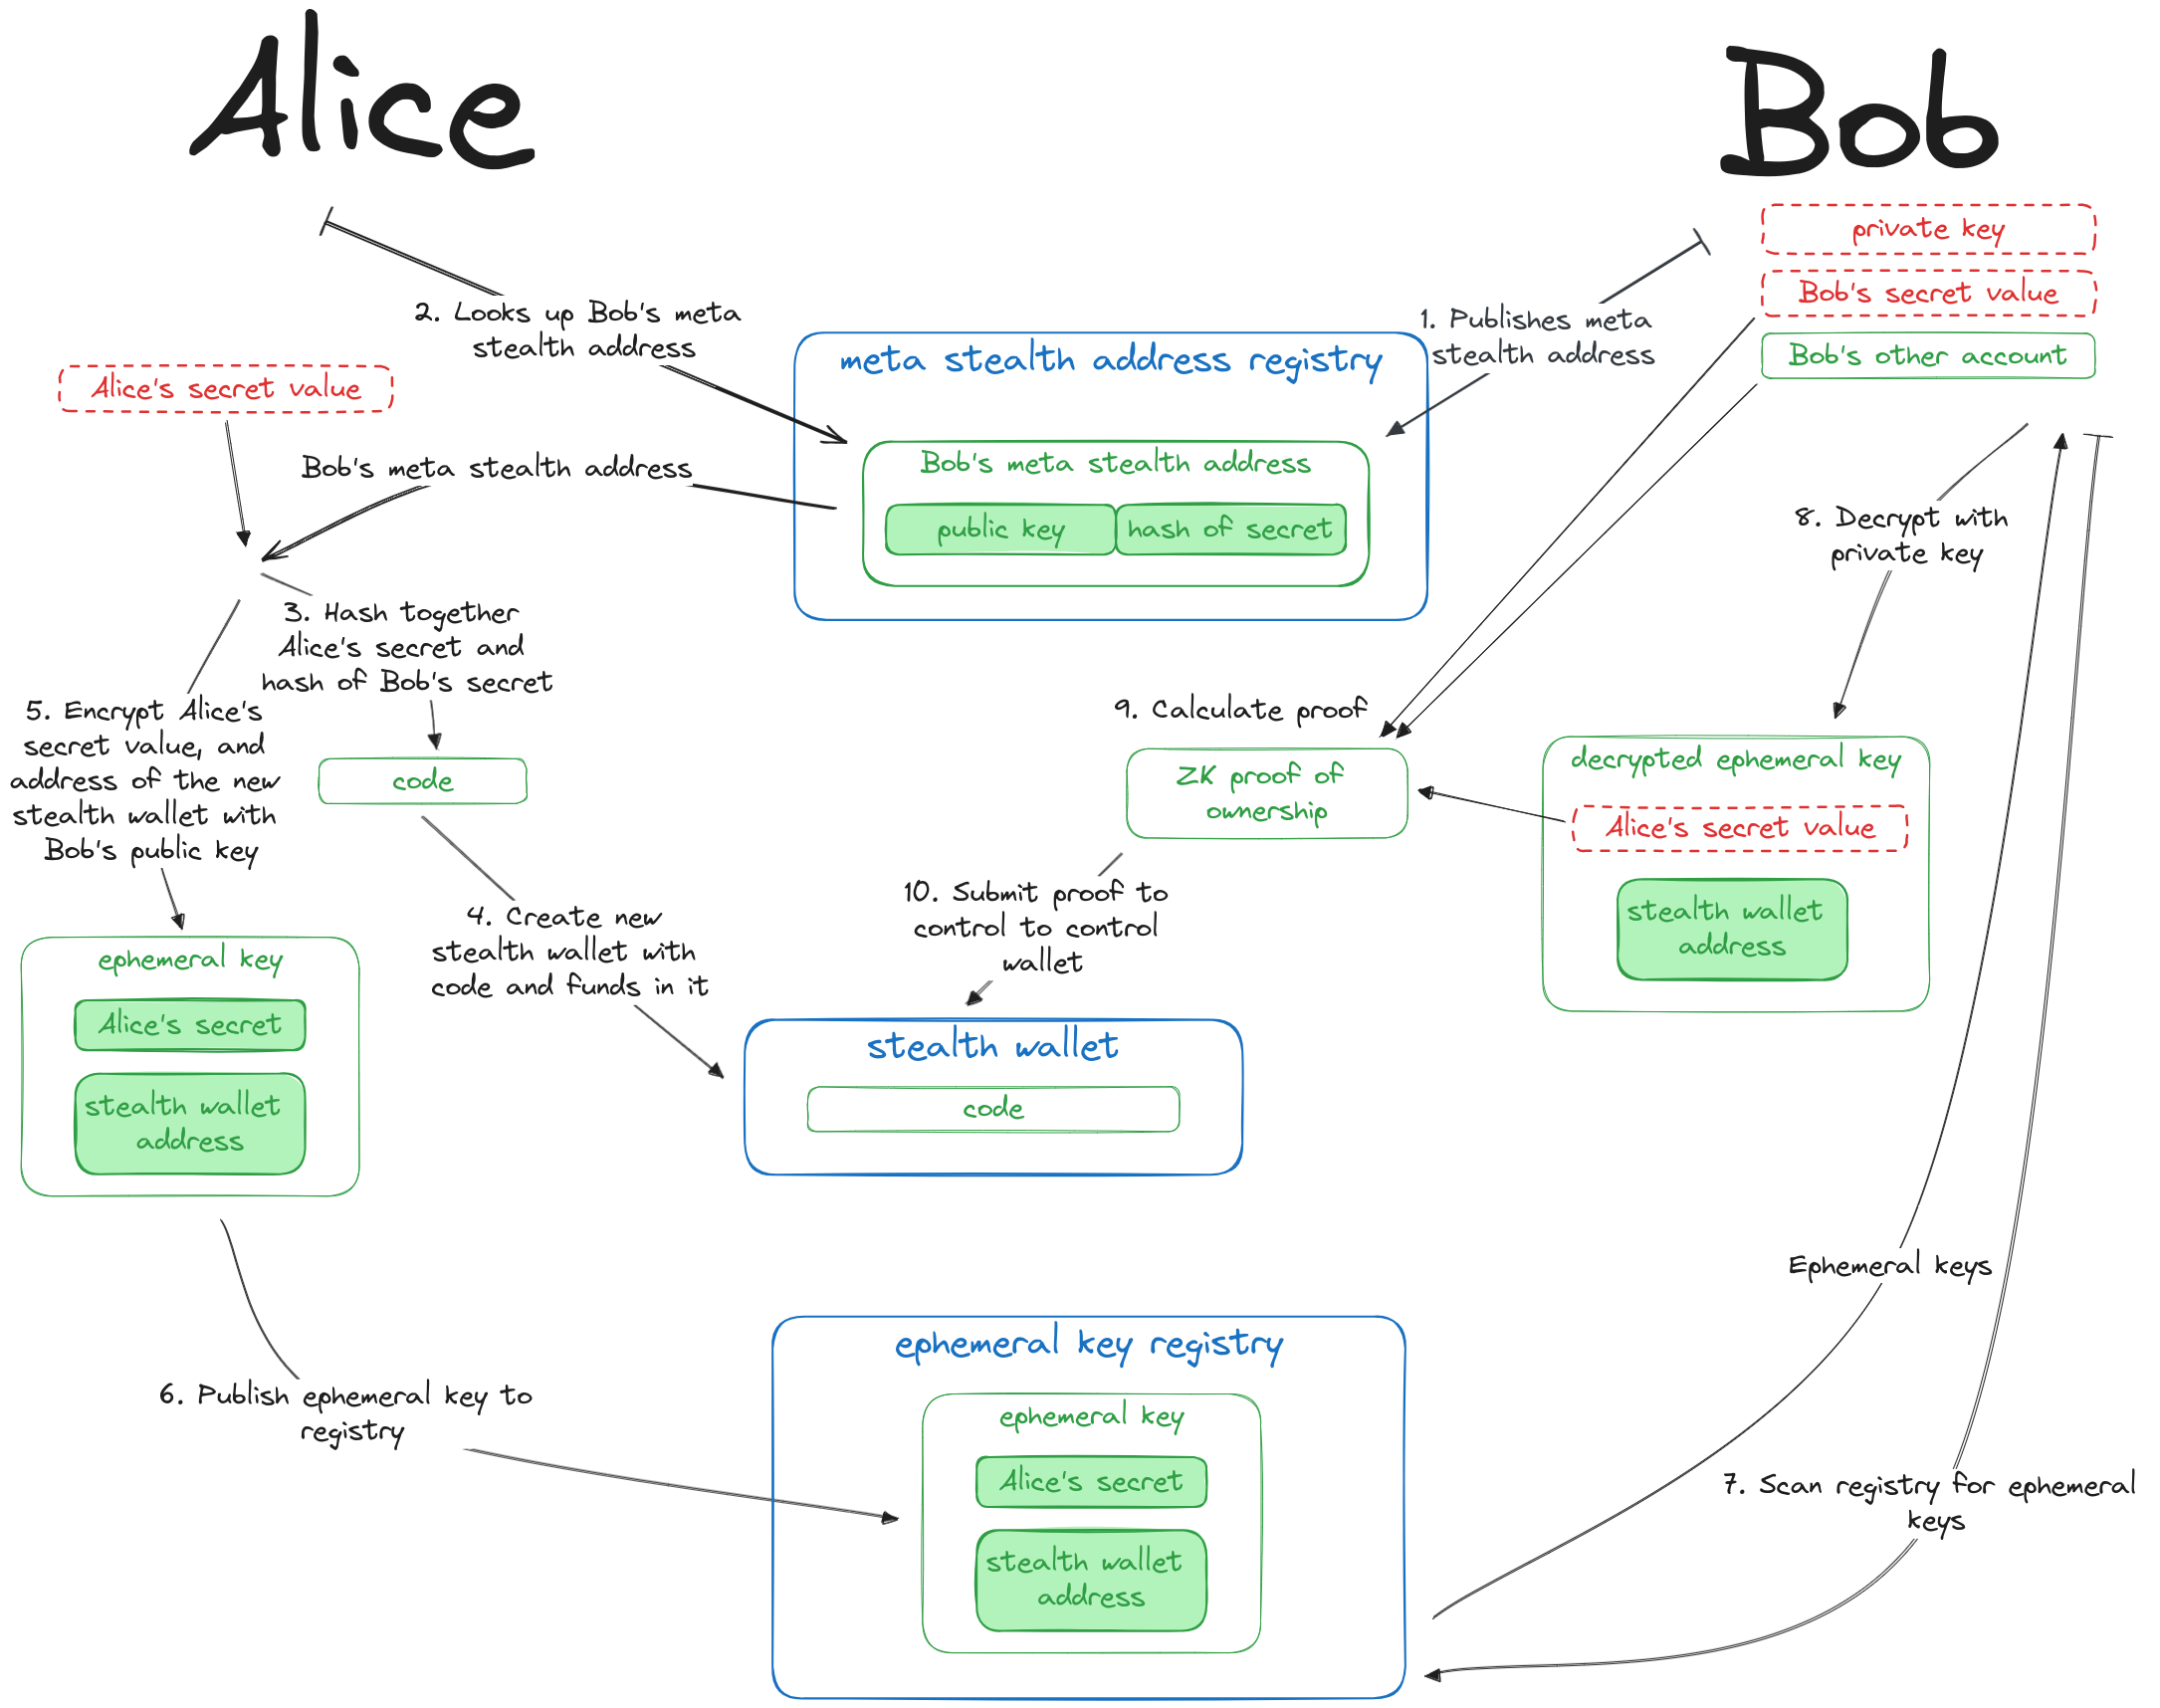 Alice
Bob
private key
Bob's secret value
Bob's other account
2. Looks up Bob's meta
stealth address
1. Publishes meta
stealth address
meta stealth address registry
Bob's meta stealth address
public key
hash of secret
Alice's secret value
Bob's meta stealth address
3. Hash together
Alice's secret and
hash of Bob's secret
code
5. Encrypt Alice's
secret value, and
address of the new
stealth wallet with
Bob's public key
4. Create new
stealth wallet with
code and funds in it
ephemeral key
Alice's secret
stealth wallet
address
8. Decrypt with
private key
9. Calculate proof
ZK proof of
ownership
decrypted ephemeral key
Alice's secret value
stealth wallet
address
10. Submit proof to
control to control
wallet
stealth wallet
code
Ephemeral keys
6. Publish ephemeral key to
registry
ephemeral key registry
ephemeral key
Alice's secret
stealth wallet
address
7. Scan registry for ephemeral
keys